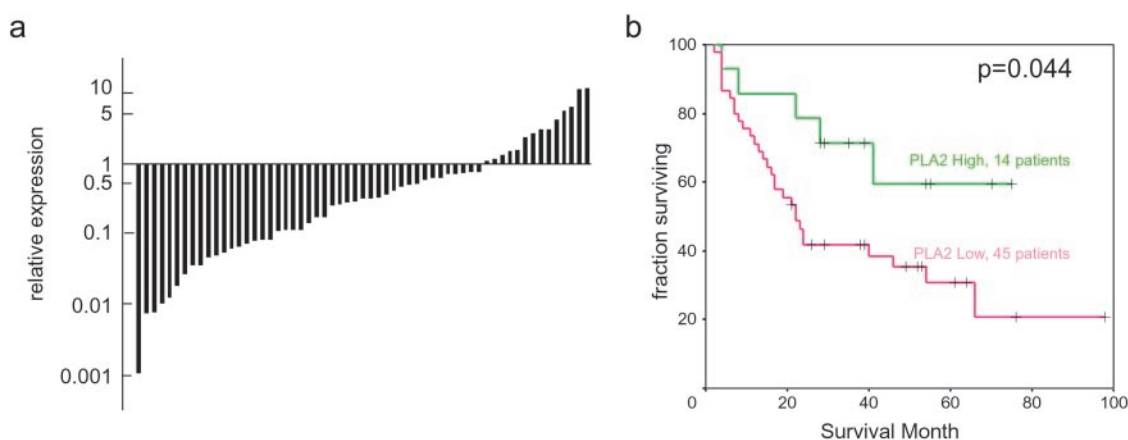 a
relative expression
10
5
1
0.5
0.1
0.01
0.001
b
fraction surviving
100
80
60
40
20
p=0.044
PLA2 High, 14 patients
PLA2 Low, 45 patients
0 20 40 60 80 100
Survival Month